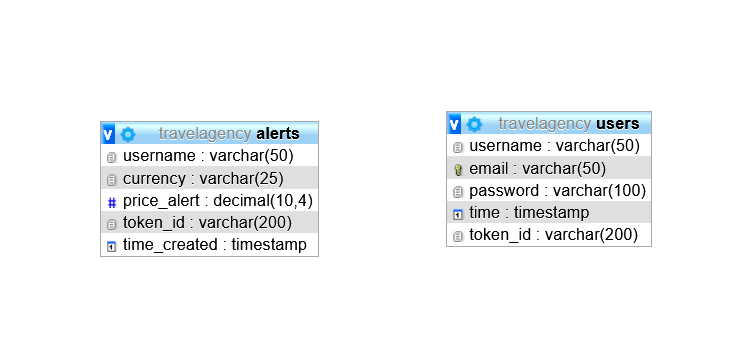 v travelagency alerts
username : varchar(50)
currency : varchar(25)
# price_alert : decimal(10,4)
token_id : varchar(200)
time_created : timestamp
v travelagency users
username : varchar(50)
email : varchar(50)
password : varchar(100)
time : timestamp
token_id : varchar(200)